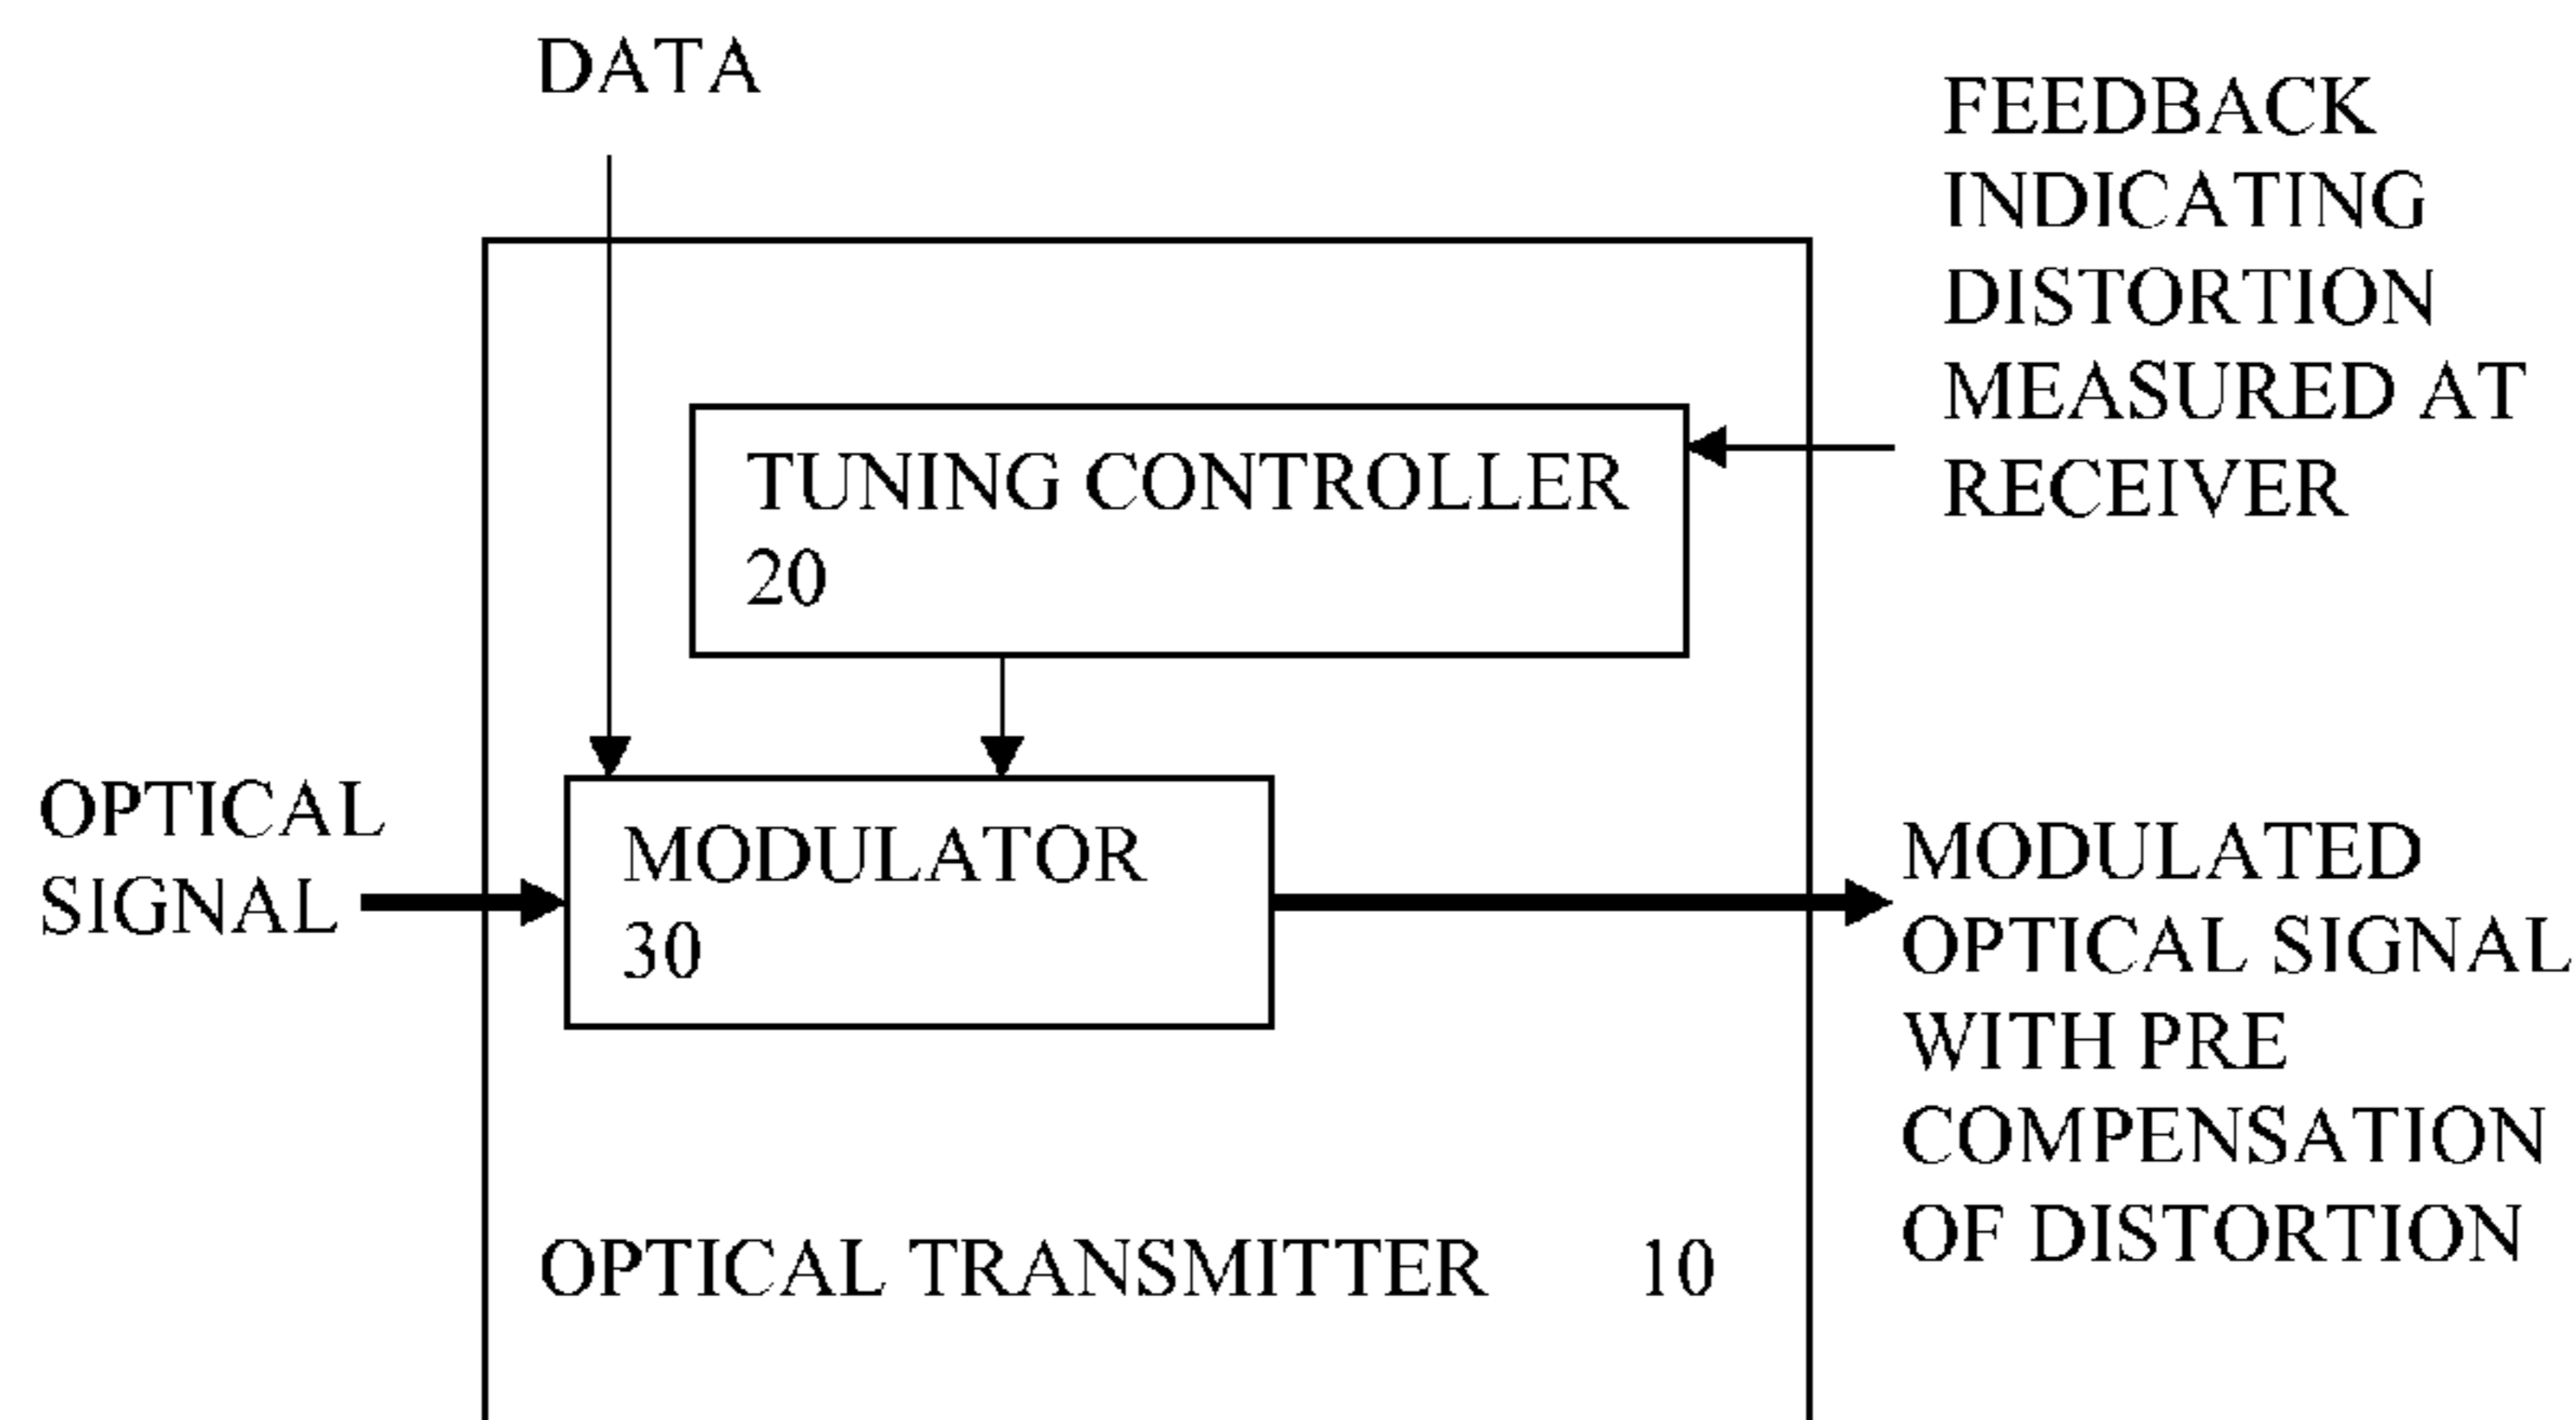 DATA
FEEDBACK
INDICATING
DISTORTION
MEASURED AT
RECEIVER
TUNING CONTROLLER
20
OPTICAL
SIGNAL
MODULATOR
30
MODULATED
OPTICAL SIGNAL
WITH PRE
COMPENSATION
OF DISTORTION
OPTICAL TRANSMITTER 10